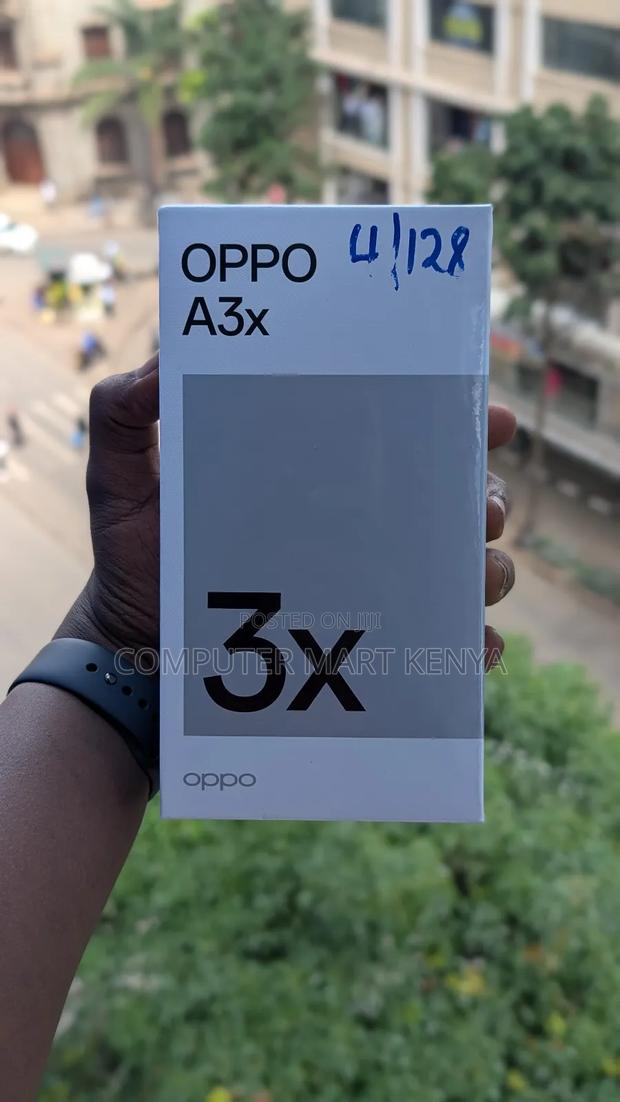 OPPO 4/128
A3x
3x
POSTED ON JIJI
COMPUTER MART KENYA
oppo